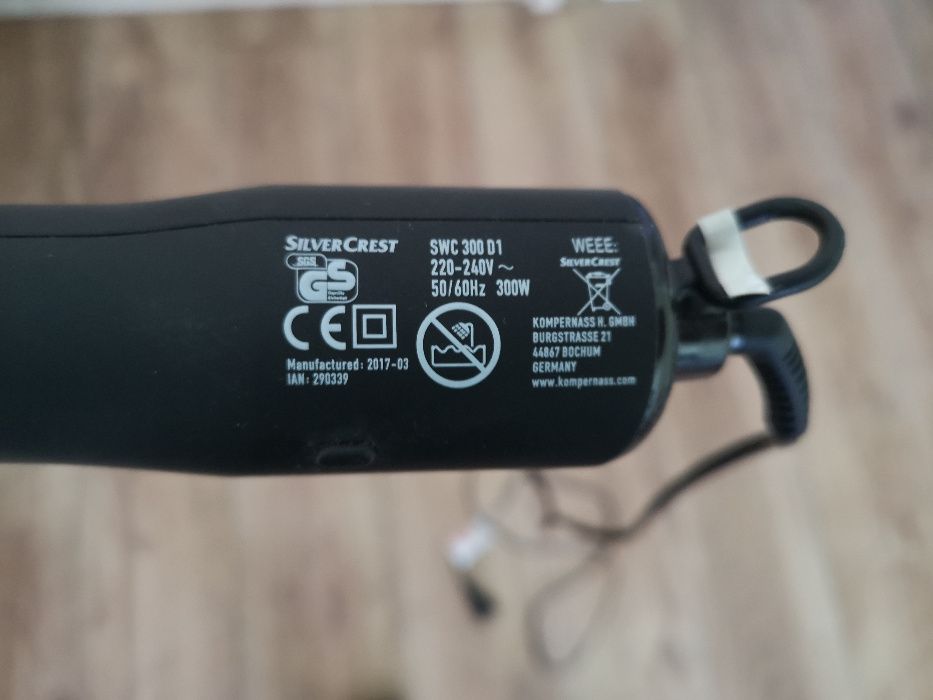 SILVERCREST
SGS
GS
CE
Manufactured: 2017-03
IAN: 290339
SWC 300 D1
220-240V ~
50/60Hz 300W
WEEE:
SILVERCREST
KOMPERNASS H. GMBH
BURGSTRASSE 21
44867 BOCHUM
GERMANY
www.kompernass.com